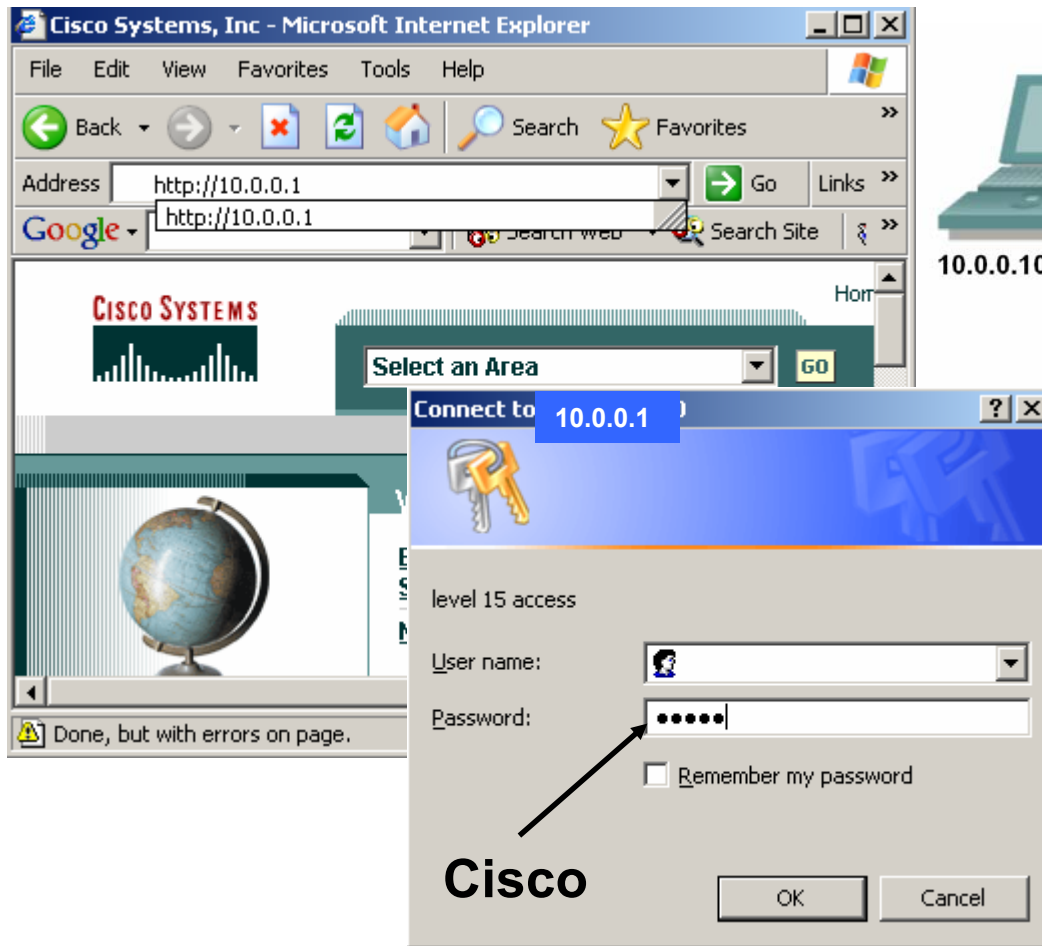 Cisco Systems, Inc - Microsoft Internet Explorer
File Edit View Favorites Tools Help
Back Search Favorites »
Address http://10.0.0.1 Go Links »
http://10.0.0.1
Google Search Web Search Site »
10.0.0.10
CISCO SYSTEMS
Select an Area GO
Connect to 10.0.0.1
level 15 access
User name:
Password: •••••
Remember my password
Done, but with errors on page.
Cisco
OK Cancel